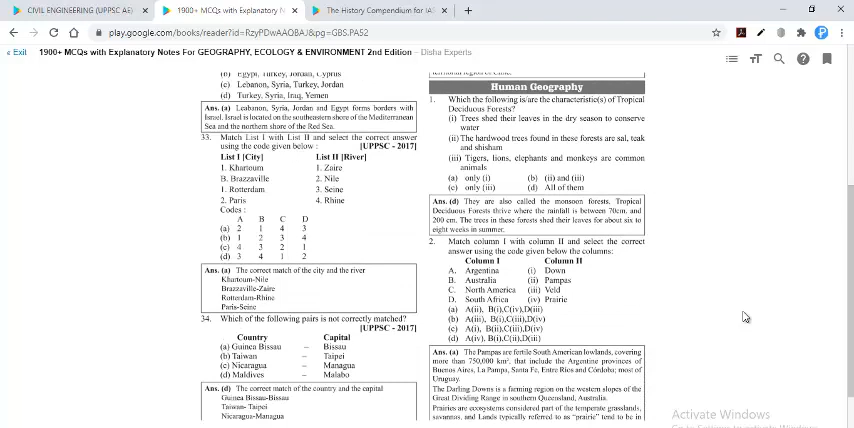 CIVIL ENGINEERING (UPPSC AE)
1900+ MCQs with Explanatory N
The History Compendium for IA
play.google.com/books/reader?id=RzyPDwAAQBAJ&pg=GBS.PA52
Exit 1900+ MCQs with Explanatory Notes For GEOGRAPHY, ECOLOGY & ENVIRONMENT 2nd Edition – Disha Experts
(b) Egypt, Turkey, Jordan, Cyprus
(c) Lebanon, Syria, Turkey, Jordan
(d) Turkey, Syria, Iraq, Yemen
Ans. (a) Leabanon, Syria, Jordan and Egypt forms borders with
Israel. Israel is located on the southeastern shore of the Mediterranean
Sea and the northern shore of the Red Sea.
33. Match List I with List II and select the correct answer
using the code given below : [UPPSC - 2017]
List I [City] List II [River]
1. Khartoum 1. Zaire
B. Brazzaville 2. Nile
1. Rotterdam 3. Seine
2. Paris 4. Rhine
Codes :
A B C D
(a) 2 1 4 3
(b) 1 2 3 4
(c) 4 3 2 1
(d) 3 4 1 2
Ans. (a) The correct match of the city and the river
Khartoum-Nile
Brazzaville-Zaire
Rotterdam-Rhine
Paris-Seine
34. Which of the following pairs is not correctly matched?
[UPPSC - 2017]
Country Capital
(a) Guinea Bissau – Bissau
(b) Taiwan – Taipei
(c) Nicaragua – Managua
(d) Maldives – Malabo
Ans. (d) The correct match of the country and the capital
Guinea Bissau-Bissau
Taiwan- Taipei
Nicaragua-Managua
territorial region of
Human Geography
1. Which the following is/are the characteristic(s) of Tropical
Deciduous Forests?
(i) Trees shed their leaves in the dry season to conserve
water
(ii) The hardwood trees found in these forests are sal, teak
and shisham
(iii) Tigers, lions, elephants and monkeys are common
animals
(a) only (i) (b) (ii) and (iii)
(c) only (iii) (d) All of them
Ans. (d) They are also called the monsoon forests. Tropical
Deciduous Forests thrive where the rainfall is between 70cm. and
200 cm. The trees in these forests shed their leaves for about six to
eight weeks in summer.
2. Match column I with column II and select the correct
answer using the code given below the columns:
Column I Column II
A. Argentina (i) Down
B. Australia (ii) Pampas
C. North America (iii) Veld
D. South Africa (iv) Prairie
(a) A(ii), B(i),C(iv),D(iii)
(b) A(iii), B(i),C(iii),D(iv)
(c) A(i), B(ii),C(iii),D(iv)
(d) A(iv), B(i),C(ii),D(iii)
Ans. (a) The Pampas are fertile South American lowlands, covering
more than 750,000 km², that include the Argentine provinces of
Buenos Aires, La Pampa, Santa Fe, Entre Ríos and Córdoba; most of
Uruguay.
The Darling Downs is a farming region on the western slopes of the
Great Dividing Range in southern Queensland, Australia.
Prairies are ecosystems considered part of the temperate grasslands,
savannas, and Lands typically referred to as "prairie" tend to be in
Activate Windows